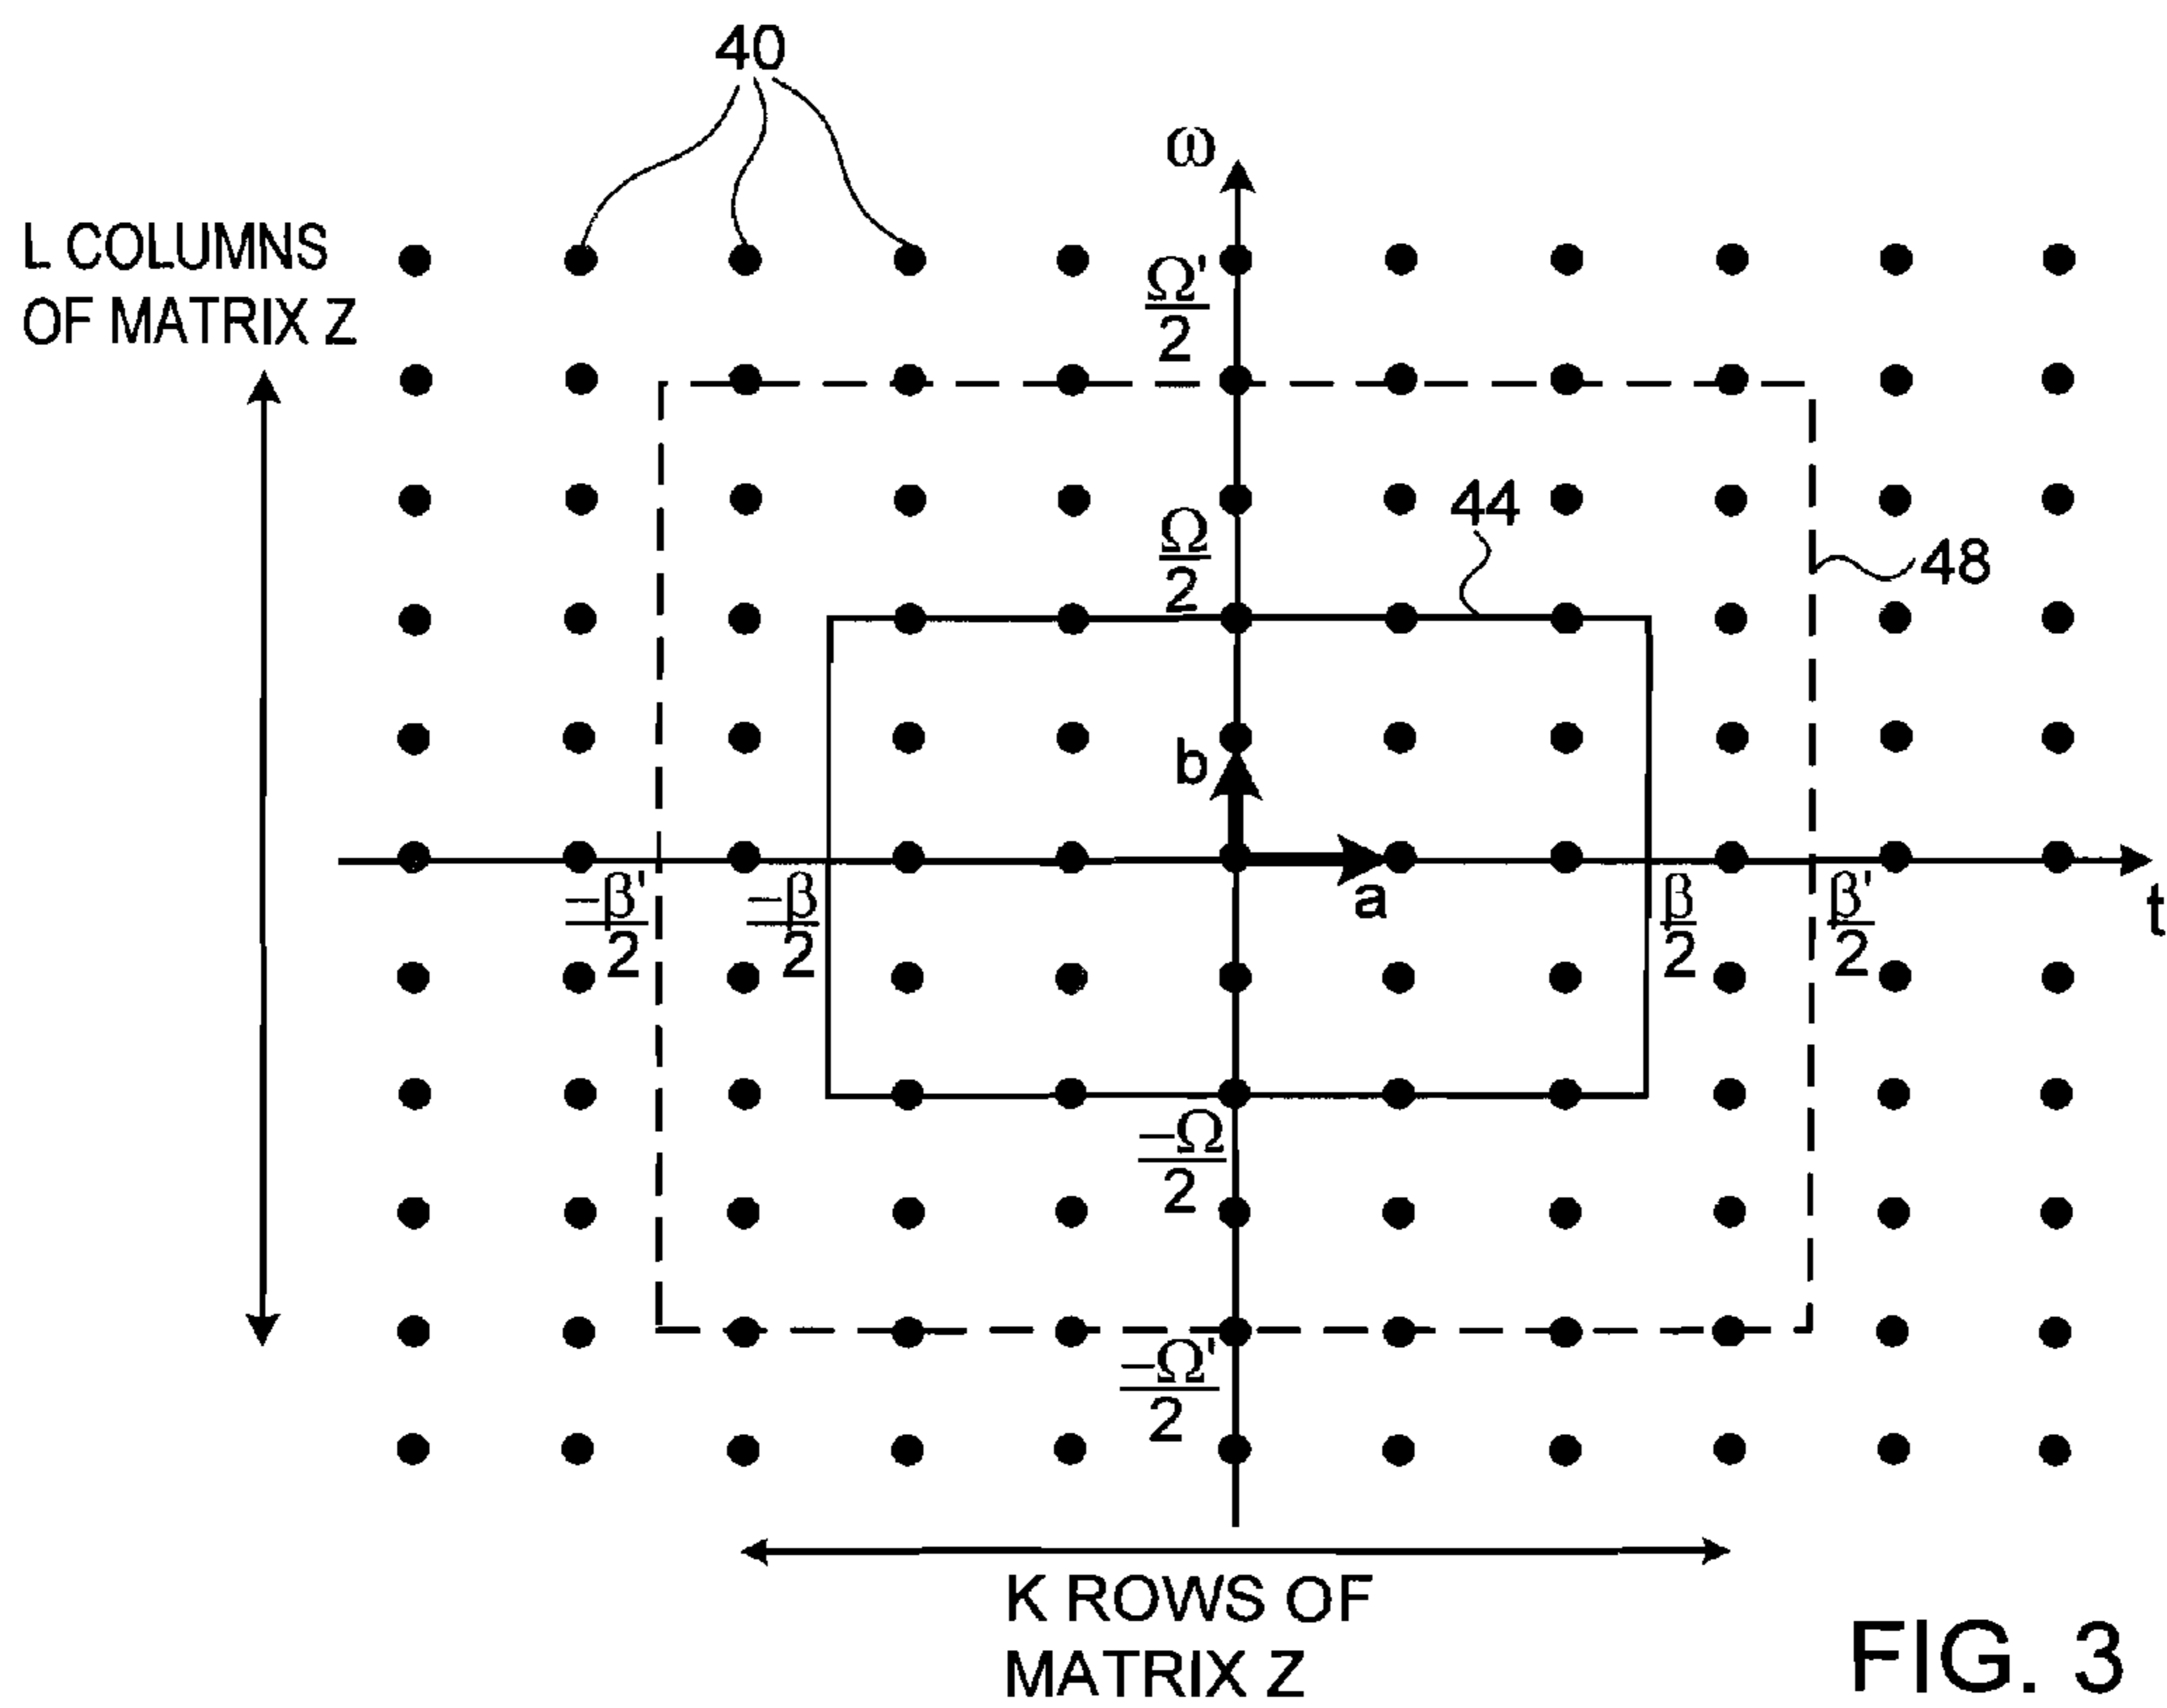 40
ω
L COLUMNS
OF MATRIX Z
Ω'
2
Ω
2
44
48
b
a
t
−β'
2
−β
2
β
2
β'
2
−Ω
2
−Ω'
2
K ROWS OF
MATRIX Z
FIG. 3